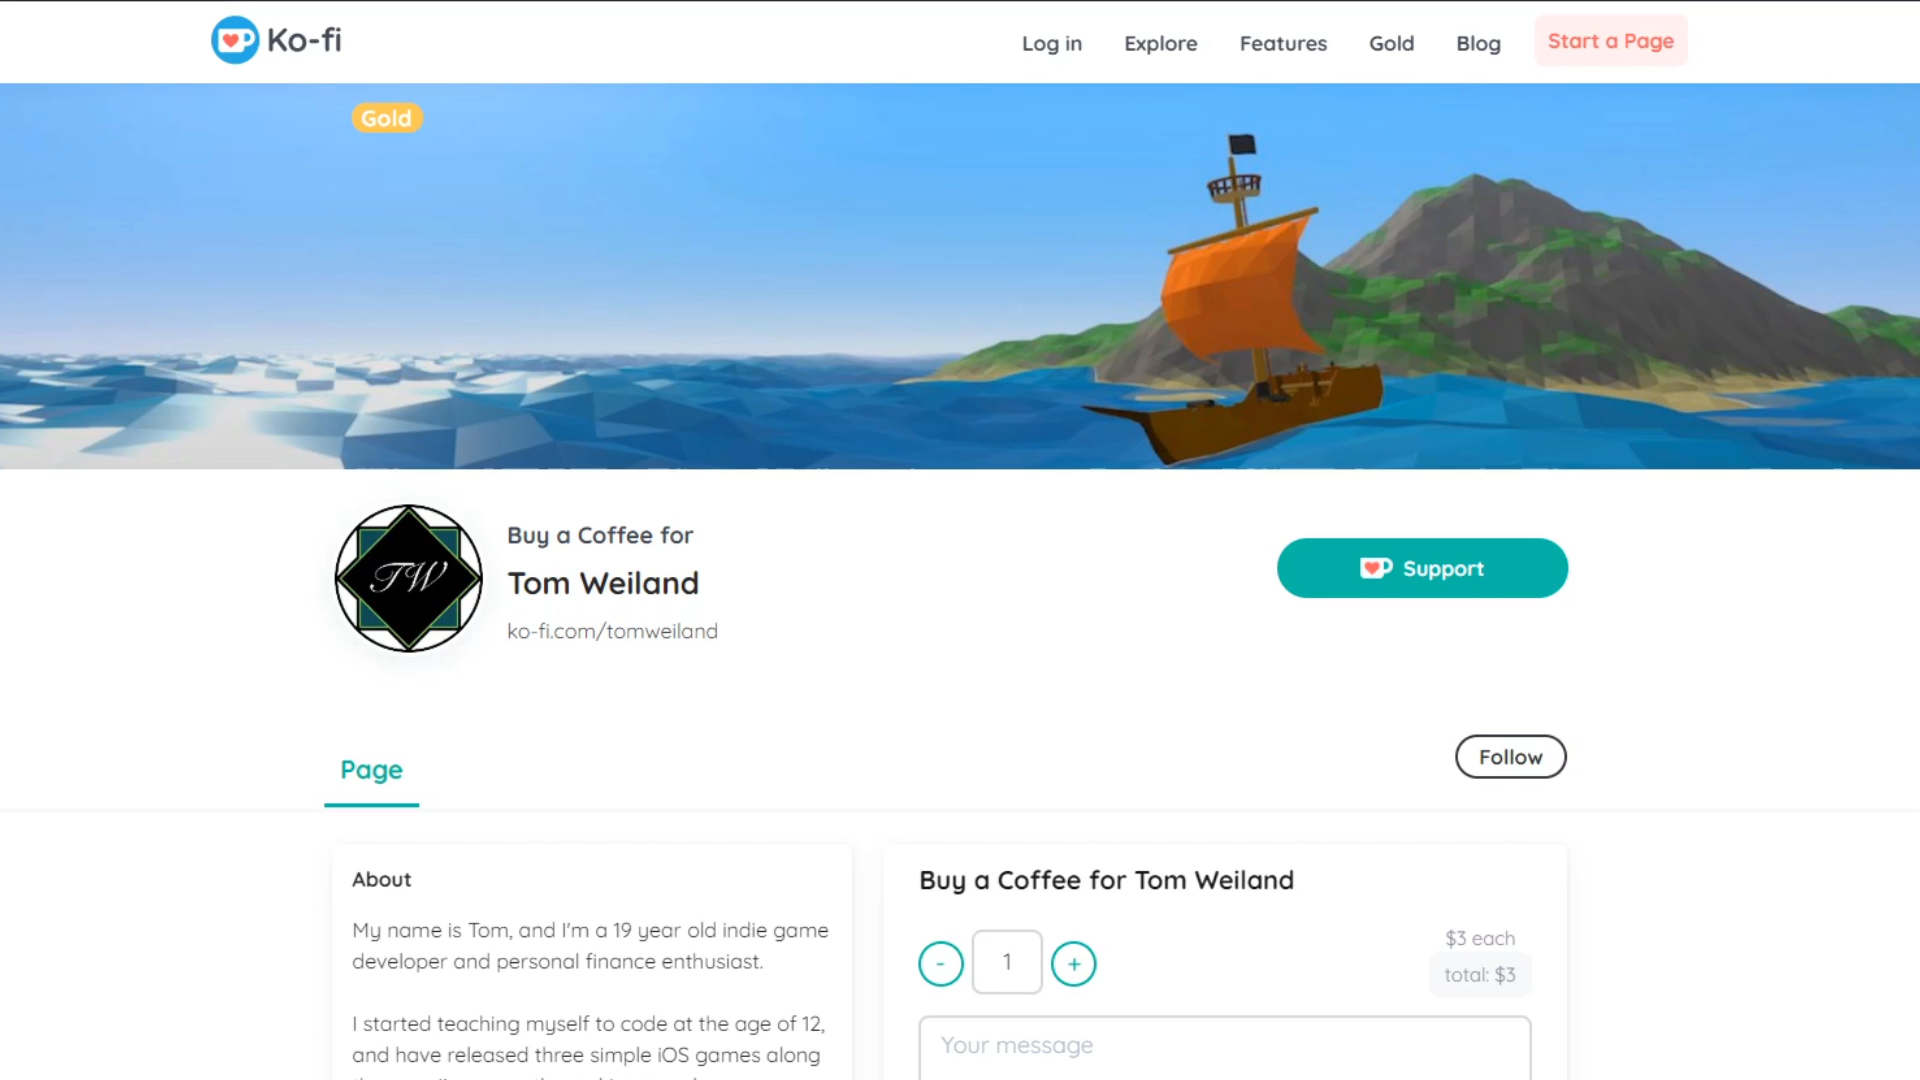 Ko-fi
Log in
Explore
Features
Gold
Blog
Start a Page
Gold
TW
Buy a Coffee for
Tom Weiland
ko-fi.com/tomweiland
Support
Page
Follow
About
My name is Tom, and I'm a 19 year old indie game
developer and personal finance enthusiast.
I started teaching myself to code at the age of 12,
and have released three simple iOS games along
Buy a Coffee for Tom Weiland
- 1 +
$3 each
total: $3
Your message